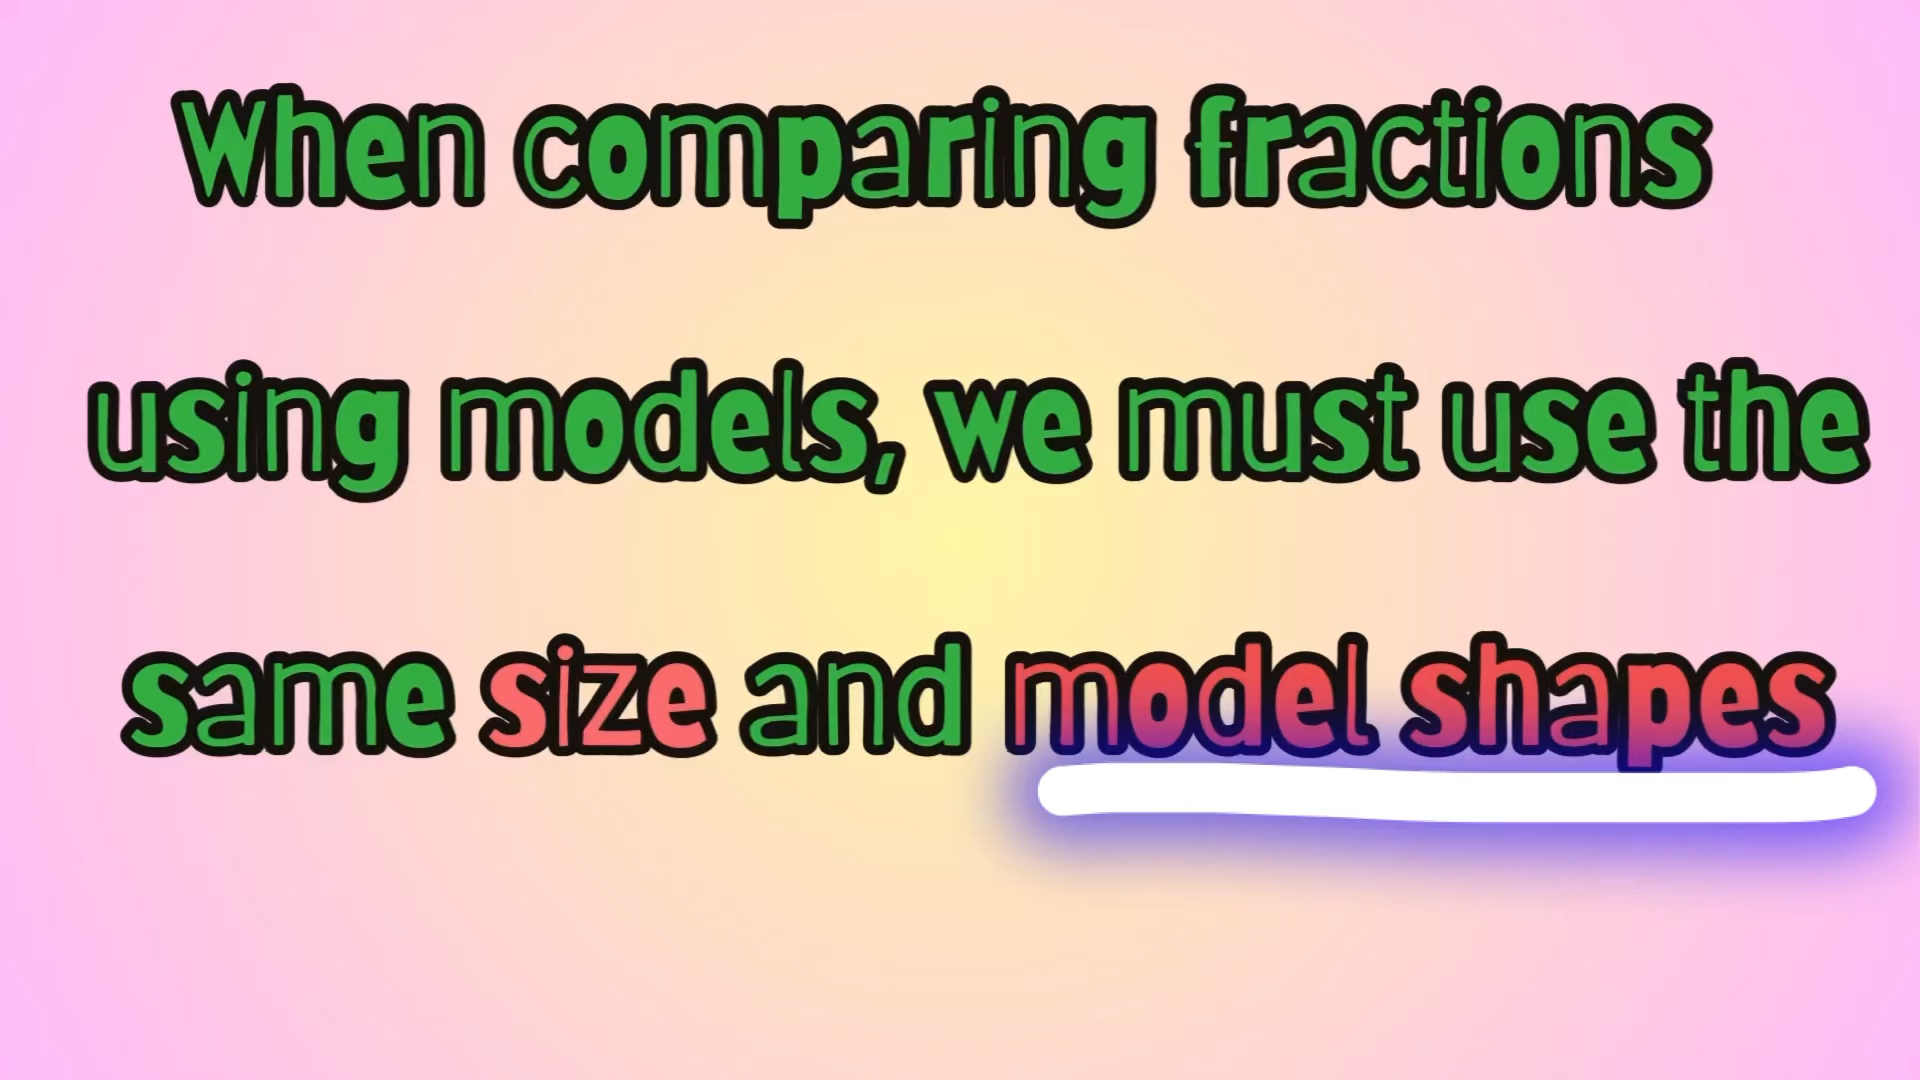 When comparing fractions
using models, we must use the
same size and model shapes